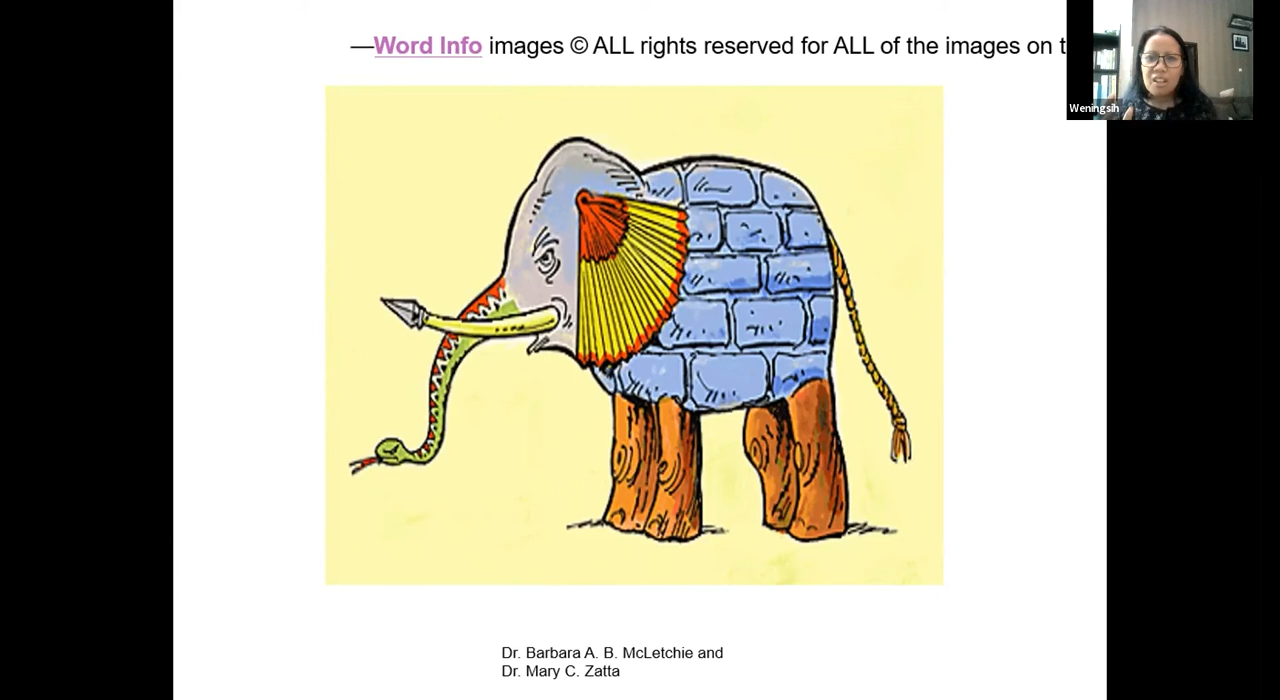 —Word Info images © ALL rights reserved for ALL of the images on t
Weningsih
Dr. Barbara A. B. McLetchie and
Dr. Mary C. Zatta